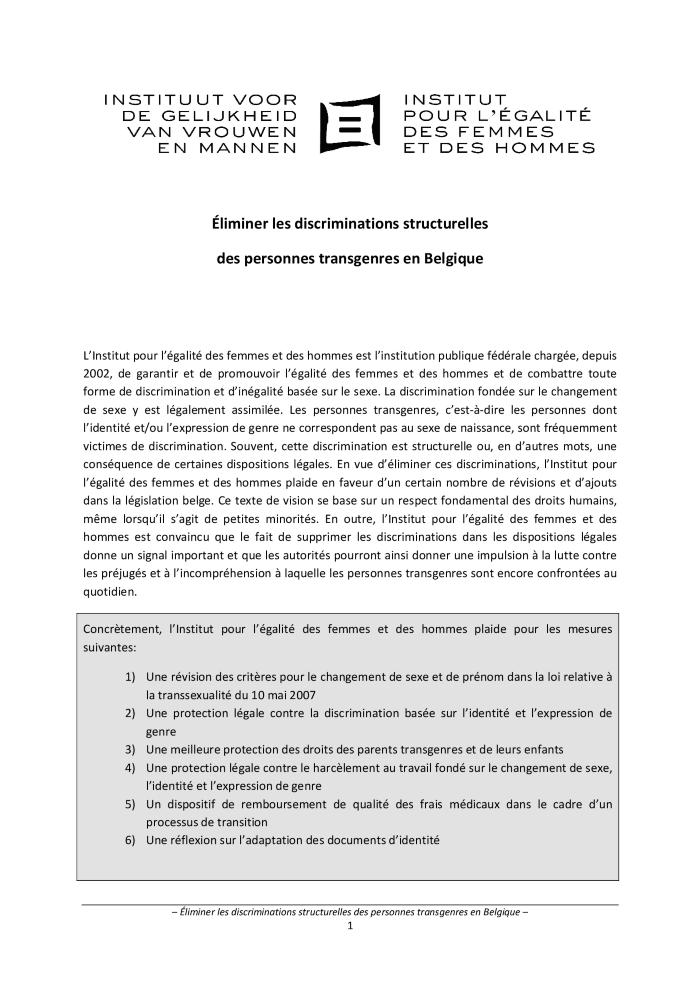 INSTITUUT VOOR
DE GELIJKHEID
VAN VROUWEN
EN MANNEN
INSTITUT
POUR L'ÉGALITÉ
DES FEMMES
ET DES HOMMES
Éliminer les discriminations structurelles
des personnes transgenres en Belgique
L’Institut pour l’égalité des femmes et des hommes est l’institution publique fédérale chargée, depuis
2002, de garantir et de promouvoir l’égalité des femmes et des hommes et de combattre toute
forme de discrimination et d’inégalité basée sur le sexe. La discrimination fondée sur le changement
de sexe y est légalement assimilée. Les personnes transgenres, c’est-à-dire les personnes dont
l’identité et/ou l’expression de genre ne correspondent pas au sexe de naissance, sont fréquemment
victimes de discrimination. Souvent, cette discrimination est structurelle ou, en d’autres mots, une
conséquence de certaines dispositions légales. En vue d’éliminer ces discriminations, l’Institut pour
l’égalité des femmes et des hommes plaide en faveur d’un certain nombre de révisions et d’ajouts
dans la législation belge. Ce texte de vision se base sur un respect fondamental des droits humains,
même lorsqu’il s’agit de petites minorités. En outre, l’Institut pour l’égalité des femmes et des
hommes est convaincu que le fait de supprimer les discriminations dans les dispositions légales
donne un signal important et que les autorités pourront ainsi donner une impulsion à la lutte contre
les préjugés et à l’incompréhension à laquelle les personnes transgenres sont encore confrontées au
quotidien.
Concrètement, l’Institut pour l’égalité des femmes et des hommes plaide pour les mesures
suivantes:
1) Une révision des critères pour le changement de sexe et de prénom dans la loi relative à
la transsexualité du 10 mai 2007
2) Une protection légale contre la discrimination basée sur l’identité et l’expression de
genre
3) Une meilleure protection des droits des parents transgenres et de leurs enfants
4) Une protection légale contre le harcèlement au travail fondé sur le changement de sexe,
l’identité et l’expression de genre
5) Un dispositif de remboursement de qualité des frais médicaux dans le cadre d’un
processus de transition
6) Une réflexion sur l’adaptation des documents d’identité
– Éliminer les discriminations structurelles des personnes transgenres en Belgique –
1